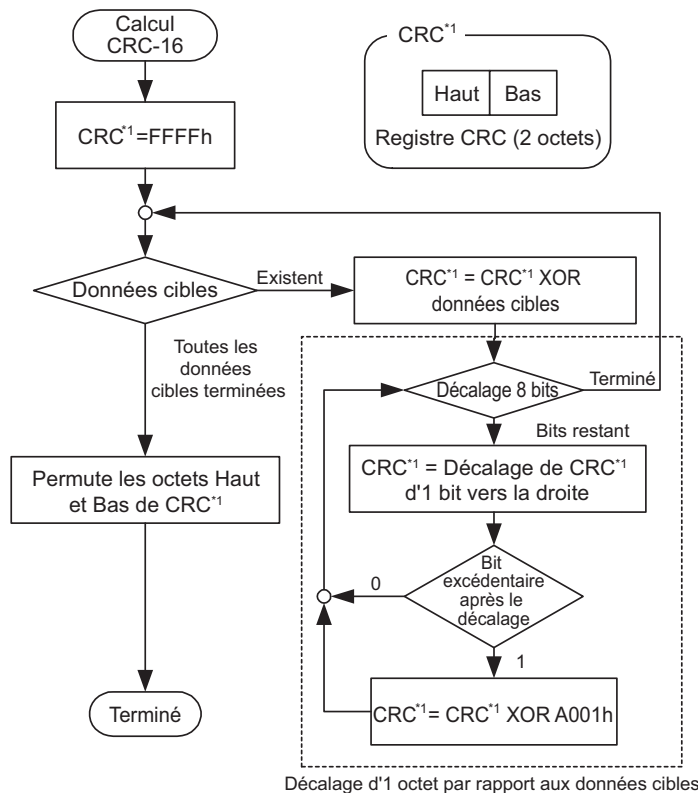 Calcul
CRC-16
CRC*1
Haut
Bas
Registre CRC (2 octets)
CRC*1=FFFFh
Données cibles
Existent
CRC*1 = CRC*1 XOR
données cibles
Toutes les
données
cibles terminées
Décalage 8 bits
Terminé
Bits restant
Permute les octets Haut
et Bas de CRC*1
CRC*1 = Décalage de CRC*1
d'1 bit vers la droite
Bit
excédentaire
après le
décalage
0
1
CRC*1= CRC*1 XOR A001h
Terminé
Décalage d'1 octet par rapport aux données cibles